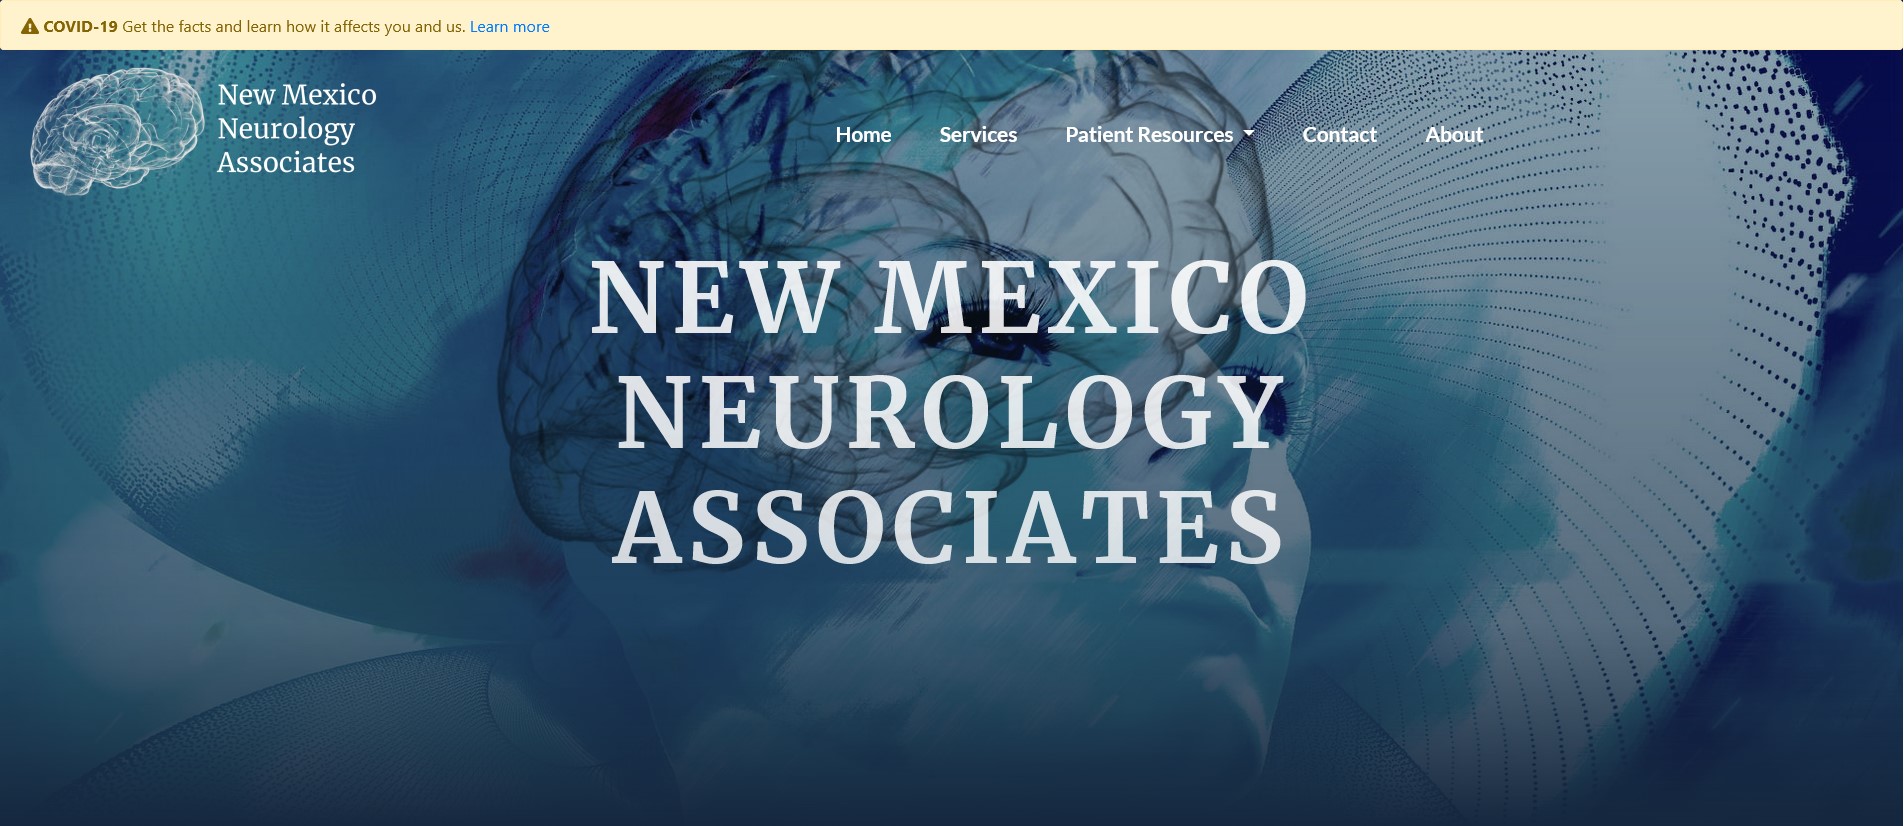 COVID-19 Get the facts and learn how it affects you and us. Learn more
New Mexico
Neurology
Associates
Home Services Patient Resources Contact About
NEW MEXICO
NEUROLOGY
ASSOCIATES